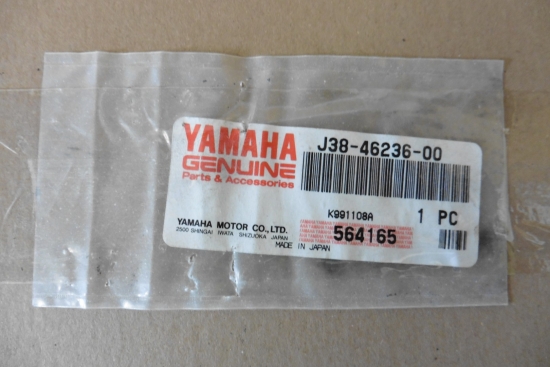 YAMAHA
GENUINE
Parts & Accessories
J38-46236-00
K991108A
1 PC
YAMAHA MOTOR CO., LTD.
2500 SHINGAI IWATA SHIZUOKA JAPAN
564165
MADE IN JAPAN